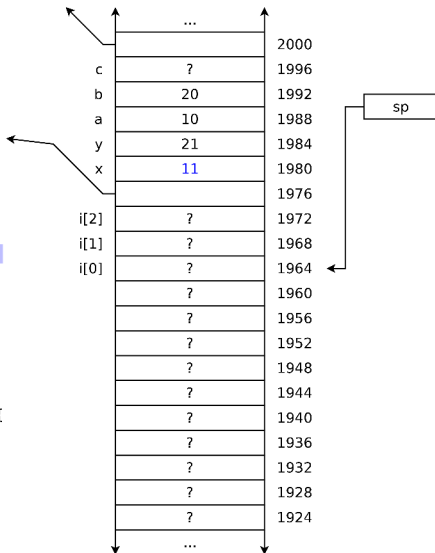 ...
2000
c ? 1996
b 20 1992
a 10 1988
sp
y 21 1984
x 11 1980
1976
i[2] ? 1972
i[1] ? 1968
i[0] ? 1964
? 1960
? 1956
? 1952
? 1948
? 1944
? 1940
? 1936
? 1932
? 1928
? 1924
...